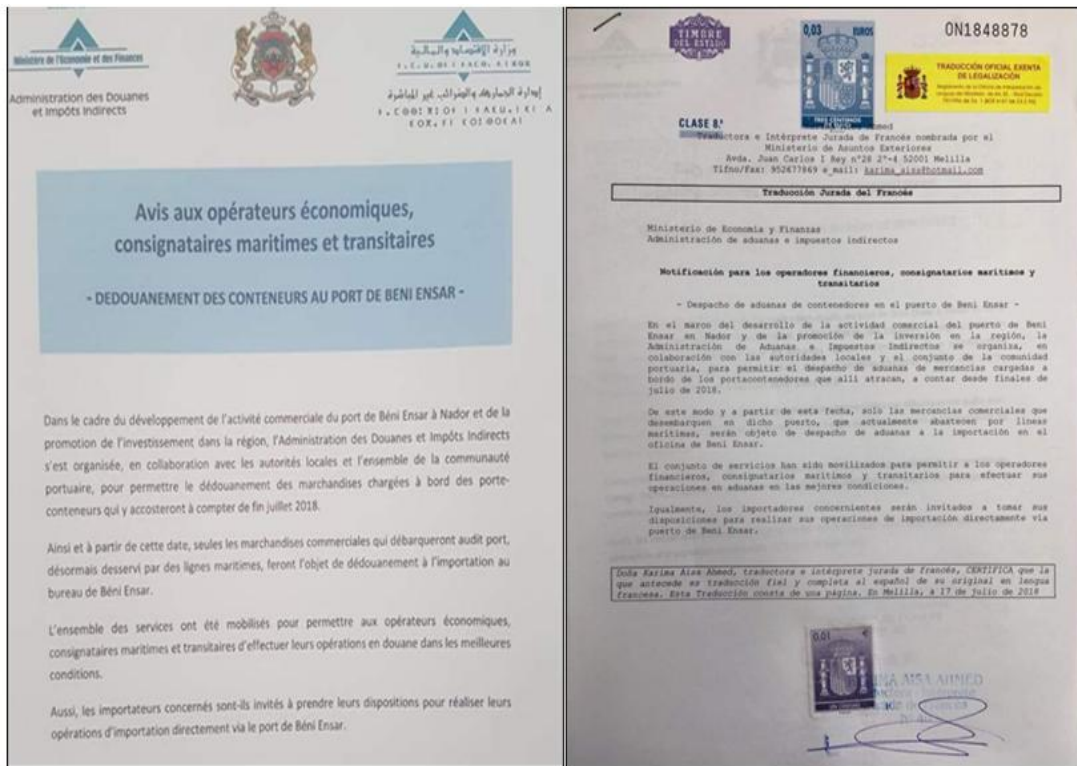 Ministère de l'Economie et des Finances
Administration des Douanes
et Impôts Indirects
وزارة الإقتصاد والمالية
إدارة الجمارك والضرائب غير المباشرة
Avis aux opérateurs économiques,
consignataires maritimes et transitaires
- DEDOUANEMENT DES CONTENEURS AU PORT DE BENI ENSAR -
Dans le cadre du développement de l'activité commerciale du port de Béni Ensar à Nador et de la
promotion de l'investissement dans la région, l'Administration des Douanes et Impôts Indirects
s'est organisée, en collaboration avec les autorités locales et l'ensemble de la communauté
portuaire, pour permettre le dédouanement des marchandises chargées à bord des porte-
conteneurs qui y accosteront à compter de fin juillet 2018.
Ainsi et à partir de cette date, seules les marchandises commerciales qui débarqueront audit port,
désormais desservi par des lignes maritimes, feront l'objet de dédouanement à l'importation au
bureau de Béni Ensar.
L'ensemble des services ont été mobilisés pour permettre aux opérateurs économiques,
consignataires maritimes et transitaires d'effectuer leurs opérations en douane dans les meilleures
conditions.
Aussi, les importateurs concernés sont-ils invités à prendre leurs dispositions pour réaliser leurs
opérations d'importation directement via le port de Béni Ensar.
TIMBRE
DEL ESTADO
0,03 EUROS
TRES CENTIMOS
DE EURO
CLASE 8.ª
0N1848878
TRADUCCIÓN OFICIAL EXENTA
DE LEGALIZACIÓN
Ahmed
Traductora e Intérprete Jurada de Francés nombrada por el
Ministerio de Asuntos Exteriores
Avda. Juan Carlos I Rey nº28 2º-4 52001 Melilla
Tlfno/Fax: 952677869 e_mail: karima_aisa@hotmail.com
Traducción Jurada del Francés
Ministerio de Economía y Finanzas
Administración de aduanas e impuestos indirectos
Notificación para los operadores financieros, consignatarios marítimos y
transitarios
- Despacho de aduanas de contenedores en el puerto de Beni Ensar -
En el marco del desarrollo de la actividad comercial del puerto de Beni
Ensar en Nador y de la promoción de la inversión en la región, la
Administración de Aduanas e Impuestos Indirectos se organiza, en
colaboración con las autoridades locales y el conjunto de la comunidad
portuaria, para permitir el despacho de aduanas de mercancías cargadas a
bordo de los portacontenedores que allí atracan, a contar desde finales de
julio de 2018.
De este modo y a partir de esta fecha, solo las mercancías comerciales que
desembarquen en dicho puerto, que actualmente abastecen por líneas
marítimas, serán objeto de despacho de aduanas a la importación en el
oficina de Beni Ensar.
El conjunto de servicios han sido movilizados para permitir a los operadores
financieros, consignatarios marítimos y transitarios para efectuar sus
operaciones en aduanas en las mejores condiciones.
Igualmente, los importadores concernientes serán invitados a tomar sus
disposiciones para realizar sus operaciones de importación directamente vía
puerto de Beni Ensar.
Doña Karima Aisa Ahmed, traductora e intérprete jurada de francés, CERTIFICA que la
que antecede es traducción fiel y completa al español de su original en lengua
francesa. Esta Traducción consta de una página. En Melilla, a 17 de julio de 2018
0,01 €
UN CENTIMO
IMA AISA AHMED